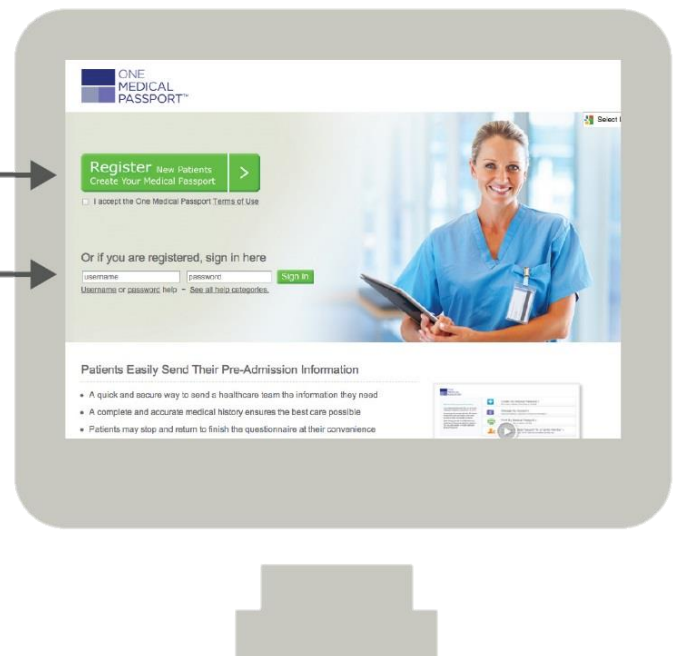 ONE
MEDICAL
PASSPORT™
Select
Register New Patients
Create Your Medical Passport
I accept the One Medical Passport Terms of Use
Or if you are registered, sign in here
username password Sign In
Username or password help - See all help categories.
Patients Easily Send Their Pre-Admission Information
• A quick and secure way to send a healthcare team the information they need
• A complete and accurate medical history ensures the best care possible
• Patients may stop and return to finish the questionnaire at their convenience